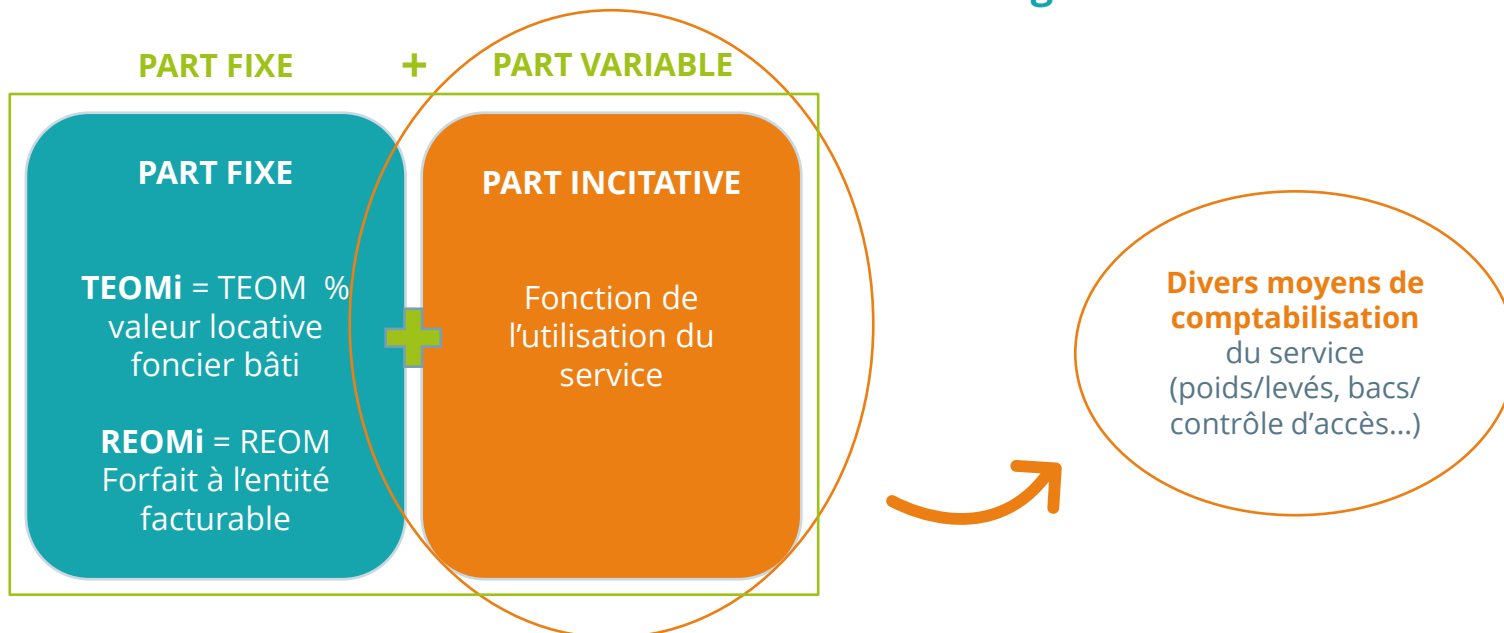 PART FIXE + PART VARIABLE
PART FIXE
TEOMi = TEOM %
valeur locative
foncier bâti
REOMi = REOM
Forfait à l'entité
facturable
PART INCITATIVE
Fonction de
l'utilisation du
service
Divers moyens de
comptabilisation
du service
(poids/levés, bacs/
contrôle d'accès...)